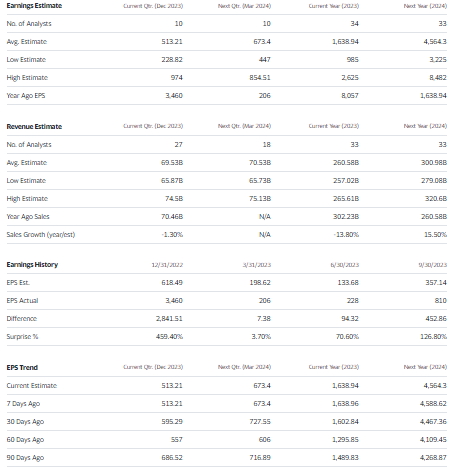 Earnings Estimate Current Qtr. (Dec 2023) Next Qtr. (Mar 2024) Current Year (2023) Next Year (2024)
No. of Analysts 10 10 34 33
Avg. Estimate 513.21 673.4 1,638.94 4,564.3
Low Estimate 228.82 447 985 3,225
High Estimate 974 854.51 2,625 8,482
Year Ago EPS 3,460 206 8,057 1,638.94
Revenue Estimate Current Qtr. (Dec 2023) Next Qtr. (Mar 2024) Current Year (2023) Next Year (2024)
No. of Analysts 27 18 33 33
Avg. Estimate 69.53B 70.53B 260.58B 300.98B
Low Estimate 65.87B 65.73B 257.02B 279.08B
High Estimate 74.5B 75.13B 265.61B 320.6B
Year Ago Sales 70.46B N/A 302.23B 260.58B
Sales Growth (year/est) -1.30% N/A -13.80% 15.50%
Earnings History 12/31/2022 3/31/2023 6/30/2023 9/30/2023
EPS Est. 618.49 198.62 133.68 357.14
EPS Actual 3,460 206 228 810
Difference 2,841.51 7.38 94.32 452.86
Surprise % 459.40% 3.70% 70.60% 126.80%
EPS Trend Current Qtr. (Dec 2023) Next Qtr. (Mar 2024) Current Year (2023) Next Year (2024)
Current Estimate 513.21 673.4 1,638.94 4,564.3
7 Days Ago 513.21 673.4 1,638.96 4,588.62
30 Days Ago 595.29 727.55 1,602.84 4,467.36
60 Days Ago 557 606 1,295.85 4,109.45
90 Days Ago 686.52 716.89 1,489.83 4,268.87